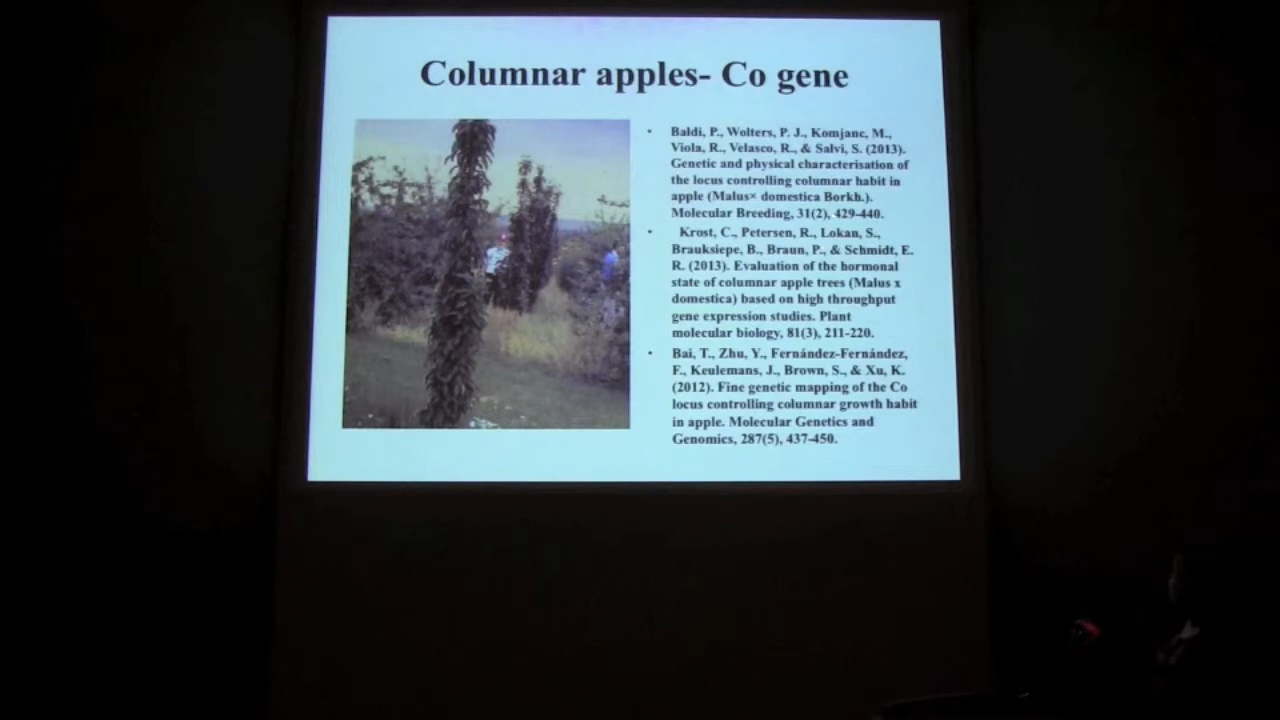 Columnar apples- Co gene
• Baldi, P., Wolters, P. J., Komjanc, M.,
Viola, R., Velasco, R., & Salvi, S. (2013).
Genetic and physical characterisation of
the locus controlling columnar habit in
apple (Malus× domestica Borkh.).
Molecular Breeding, 31(2), 429-440.
• Krost, C., Petersen, R., Lokan, S.,
Brauksiepe, B., Braun, P., & Schmidt, E.
R. (2013). Evaluation of the hormonal
state of columnar apple trees (Malus x
domestica) based on high throughput
gene expression studies. Plant
molecular biology, 81(3), 211-220.
• Bai, T., Zhu, Y., Fernández-Fernández,
F., Keulemans, J., Brown, S., & Xu, K.
(2012). Fine genetic mapping of the Co
locus controlling columnar growth habit
in apple. Molecular Genetics and
Genomics, 287(5), 437-450.